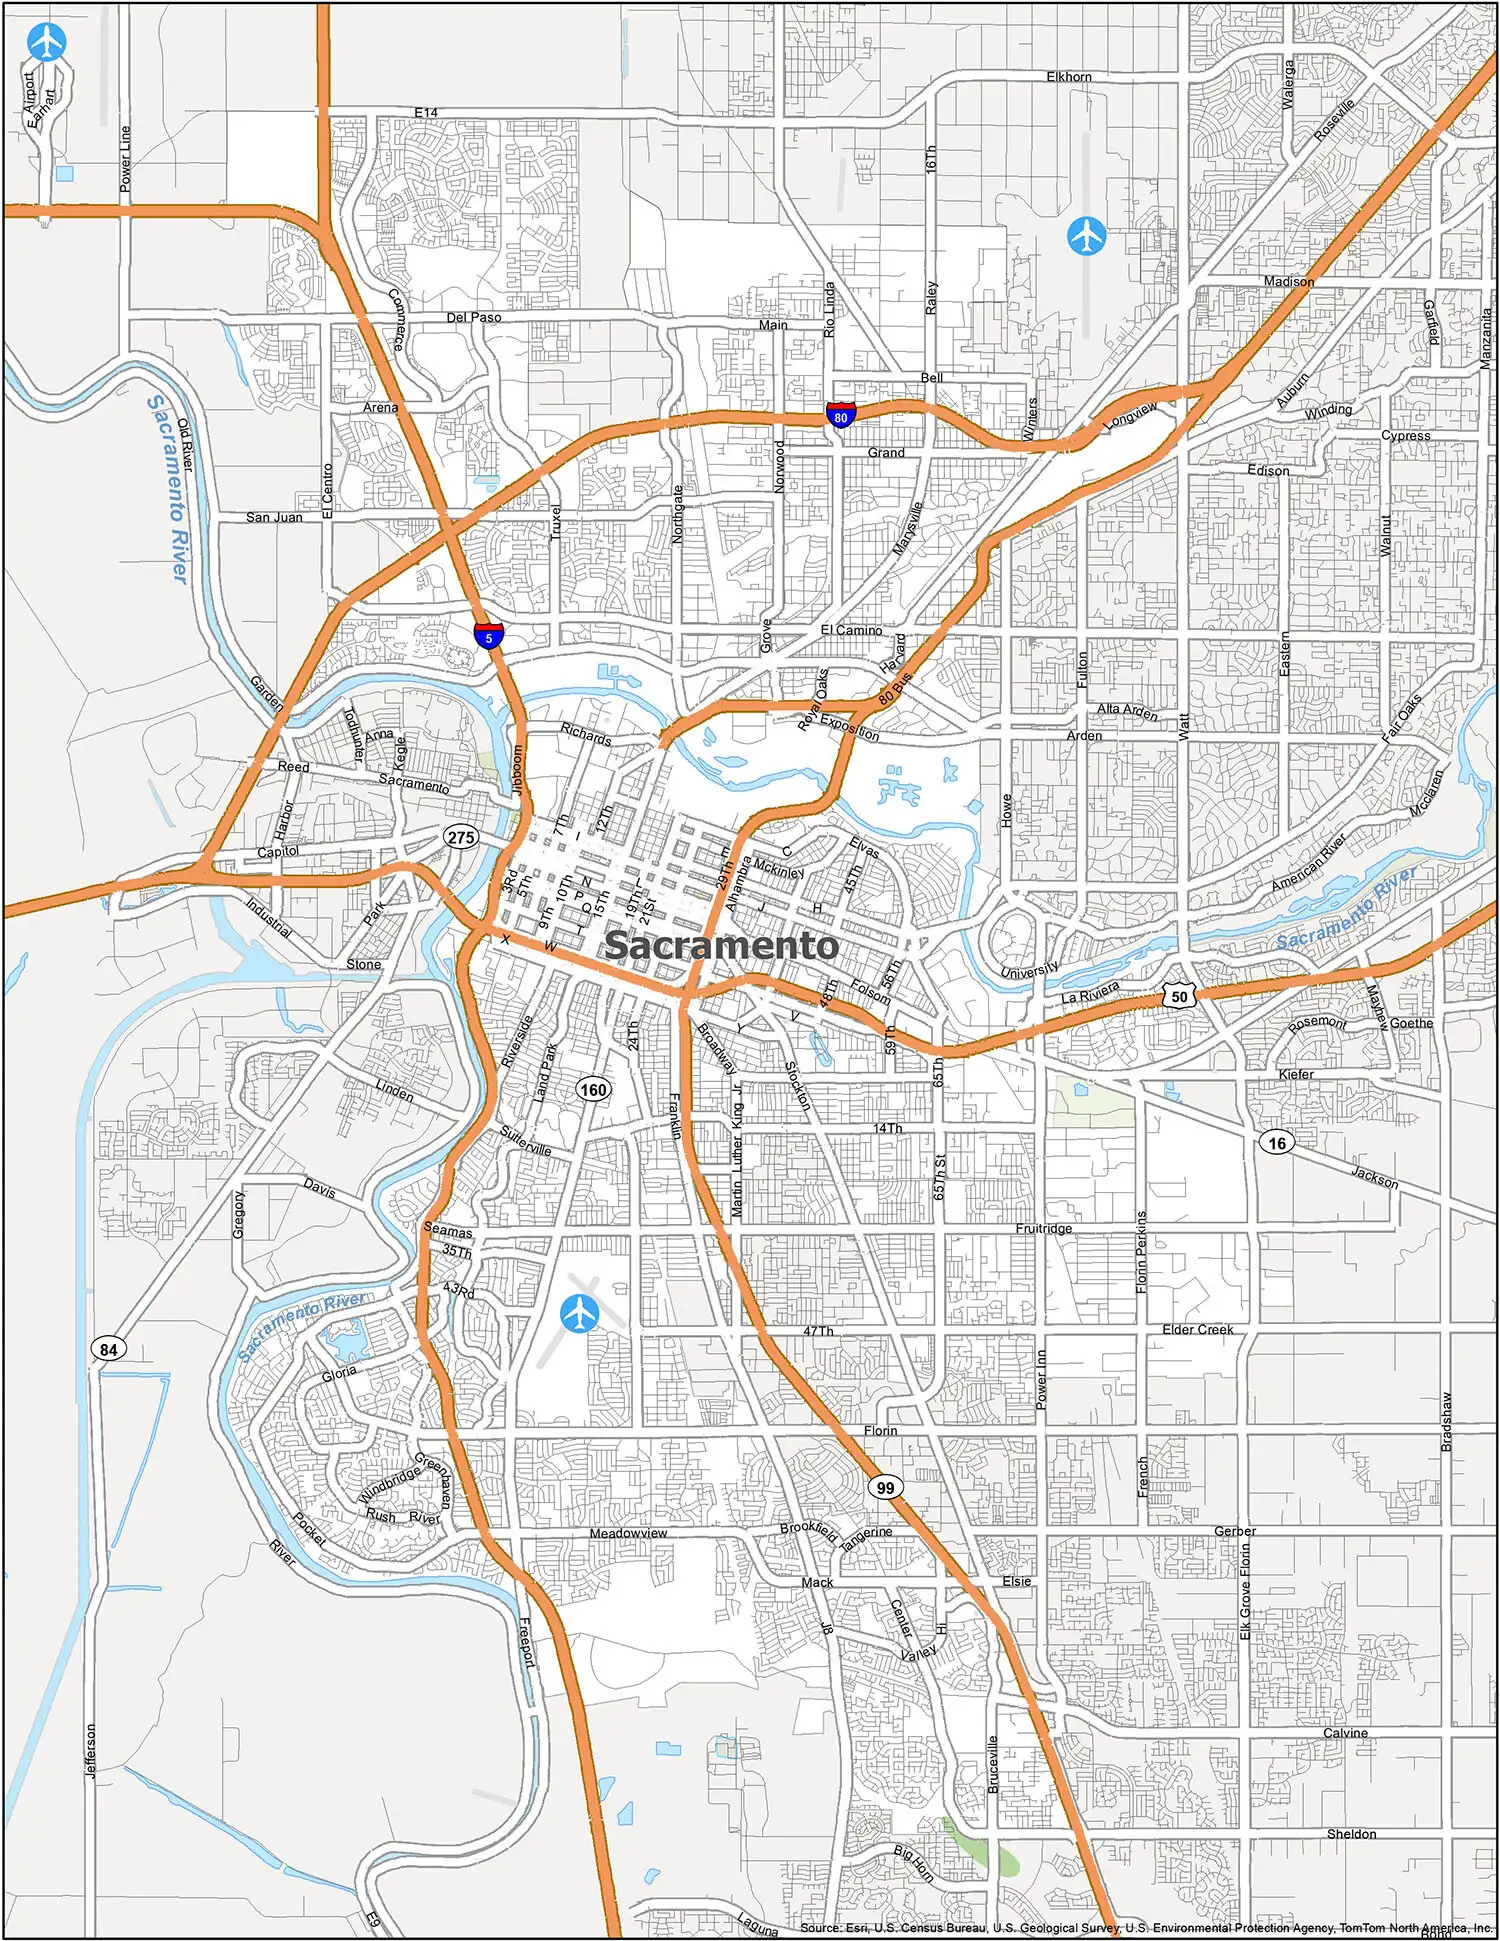 Airport
Earhart
Power Line
E14
Elkhorn
Walerga
Roseville
16Th
Madison
Commerce
Del Paso
Main
Rio Linda
Raley
Garfield
Manzanita
Bell
Arena
80
Winters
Longview
Auburn
Winding
Cypress
Sacramento River
Old River
El Centro
Norwood
Grand
Edison
San Juan
Truxel
Northgate
Marysville
Walnut
5
Grove
El Camino
Harvard
Fulton
Eastern
Garden
80 Bus
Royal Oaks
Exposition
Alta Arden
Arden
Watt
Fair Oaks
Todhunter
Anna
Kegle
Richards
Reed
Sacramento
Jibboom
Harbor
7Th
I
12Th
Howe
Mcclaren
275
Capitol
C
Elvas
E
29Th
Mckinley
Alhambra
45Th
American River
3Rd
5Th
N
10Th
P
Q
9Th
15Th
L
19Th
21St
J
H
Park
Industrial
X
W
T
Sacramento
Sacramento River
Stone
University
56Th
Folsom
48Th
La Riviera
50
Mayhew
Rosemont
Goethe
Riverside
Land Park
24Th
Broadway
Y
V
59Th
Stockton
65Th
Kiefer
Linden
160
Franklin
Martin Luther King Jr
14Th
16
Jackson
Sutterville
65Th St
Davis
Gregory
Seamas
35Th
43Rd
Fruitridge
Florin Perkins
Sacramento River
47Th
Elder Creek
84
Gloria
Power Inn
Bradshaw
Florin
Greenhaven
Windbridge
Rush River
99
French
Pocket
River
Meadowview
Brookfield
Tangerine
Gerber
Mack
Elsie
Elk Grove Florin
Freeport
J8
Center
Valley
Hi
Jefferson
Bruceville
Calvine
Sheldon
Big Horn
E9
Laguna
Bond
Source: Esri, U.S. Census Bureau, U.S. Geological Survey, U.S. Environmental Protection Agency, TomTom North America, Inc.